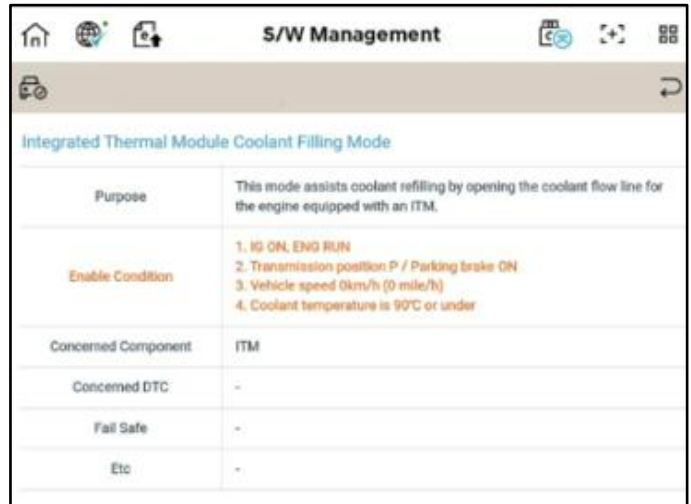 S/W Management
Integrated Thermal Module Coolant Filling Mode
Purpose
This mode assists coolant refilling by opening the coolant flow line for
the engine equipped with an ITM.
Enable Condition
1. IG ON, ENG RUN
2. Transmission position P / Parking brake ON
3. Vehicle speed 0km/h (0 mile/h)
4. Coolant temperature is 90°C or under
Concerned Component
ITM
Concerned DTC
-
Fail Safe
-
Etc
-